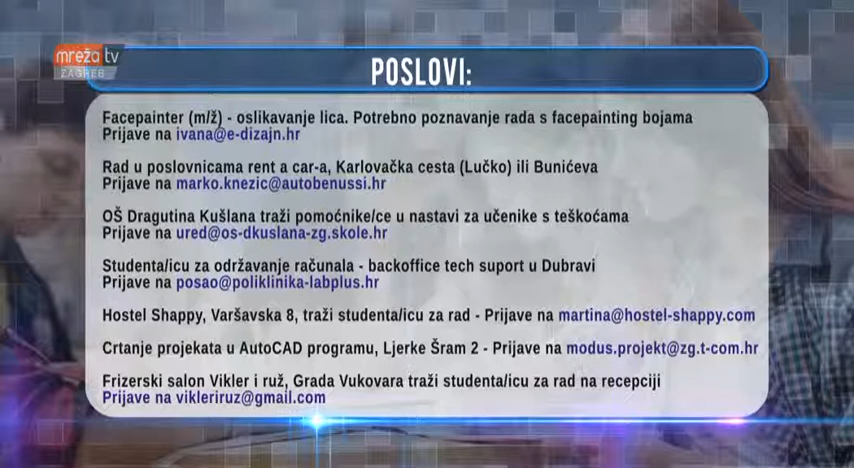 mreža tv
ZAGREB
POSLOVI:
Facepainter (m/ž) - oslikavanje lica. Potrebno poznavanje rada s facepainting bojama
Prijave na ivana@e-dizajn.hr
Rad u poslovnicama rent a car-a, Karlovačka cesta (Lučko) ili Bunićeva
Prijave na marko.knezic@autobenussi.hr
OŠ Dragutina Kušlana traži pomoćnike/ce u nastavi za učenike s teškoćama
Prijave na ured@os-dkuslana-zg.skole.hr
Studenta/icu za održavanje računala - backoffice tech suport u Dubravi
Prijave na posao@poliklinika-labplus.hr
Hostel Shappy, Varšavska 8, traži studenta/icu za rad - Prijave na martina@hostel-shappy.com
Crtanje projekata u AutoCAD programu, Ljerke Šram 2 - Prijave na modus.projekt@zg.t-com.hr
Frizerski salon Vikler i ruž, Grada Vukovara traži studenta/icu za rad na recepciji
Prijave na vikleriruz@gmail.com